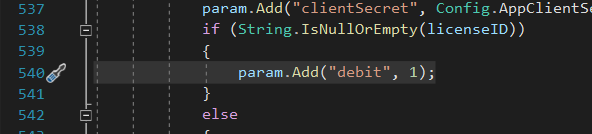 537 param.Add("clientSecret", Config.AppClientSe
538 if (String.IsNullOrEmpty(licenseID))
539 {
540 param.Add("debit", 1);
541 }
542 else